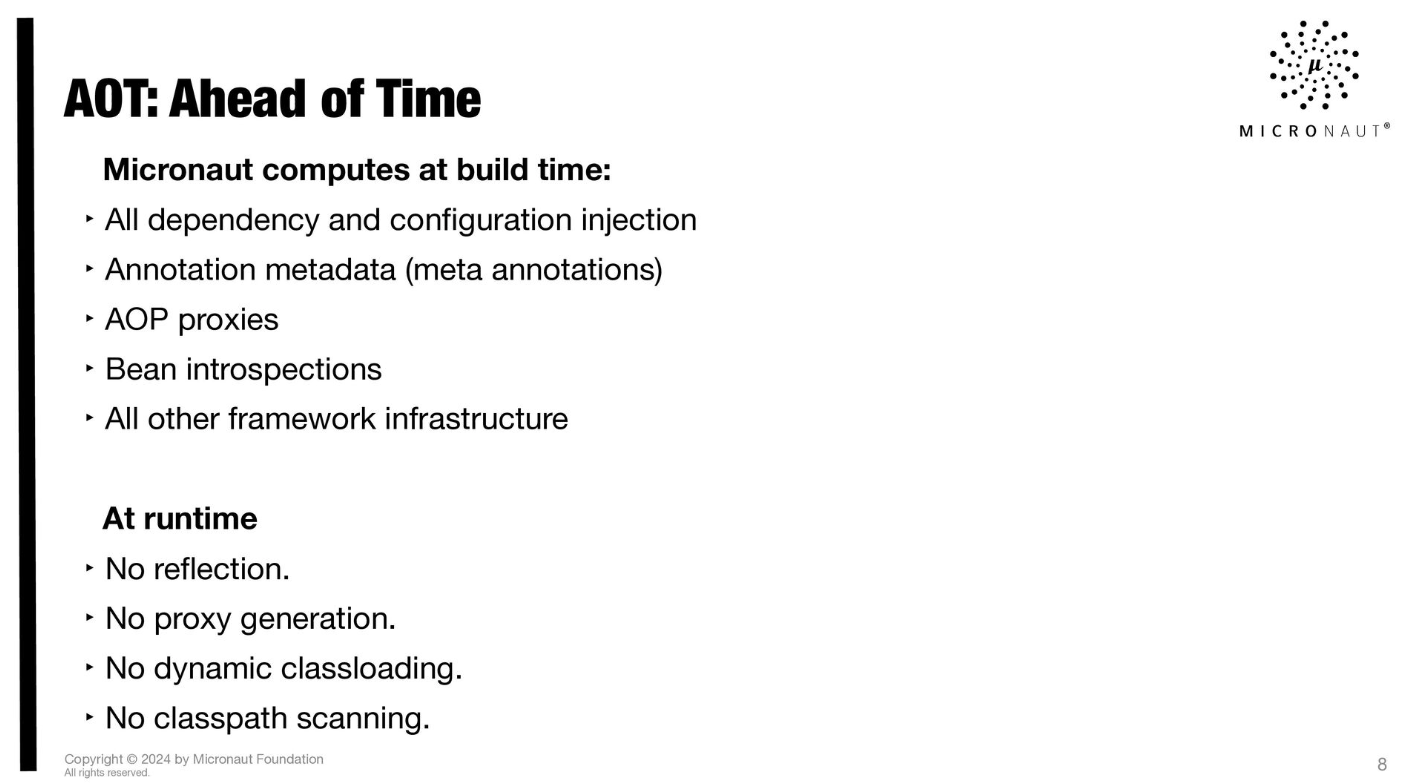 µ
MICRONAUT®
AOT: Ahead of Time
Micronaut computes at build time:
‣ All dependency and configuration injection
‣ Annotation metadata (meta annotations)
‣ AOP proxies
‣ Bean introspections
‣ All other framework infrastructure
At runtime
‣ No reflection.
‣ No proxy generation.
‣ No dynamic classloading.
‣ No classpath scanning.
Copyright © 2024 by Micronaut Foundation
All rights reserved.
8